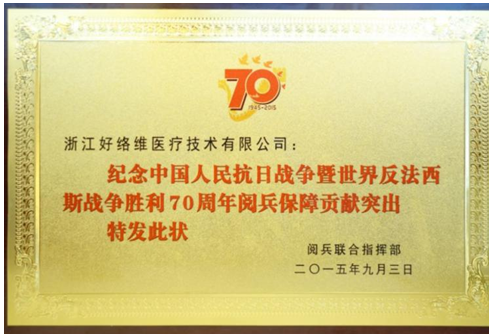 70
1945-2015
浙江好络维医疗技术有限公司：
纪念中国人民抗日战争暨世界反法西
斯战争胜利70周年阅兵保障贡献突出
特发此状
阅兵联合指挥部
二〇一五年九月三日